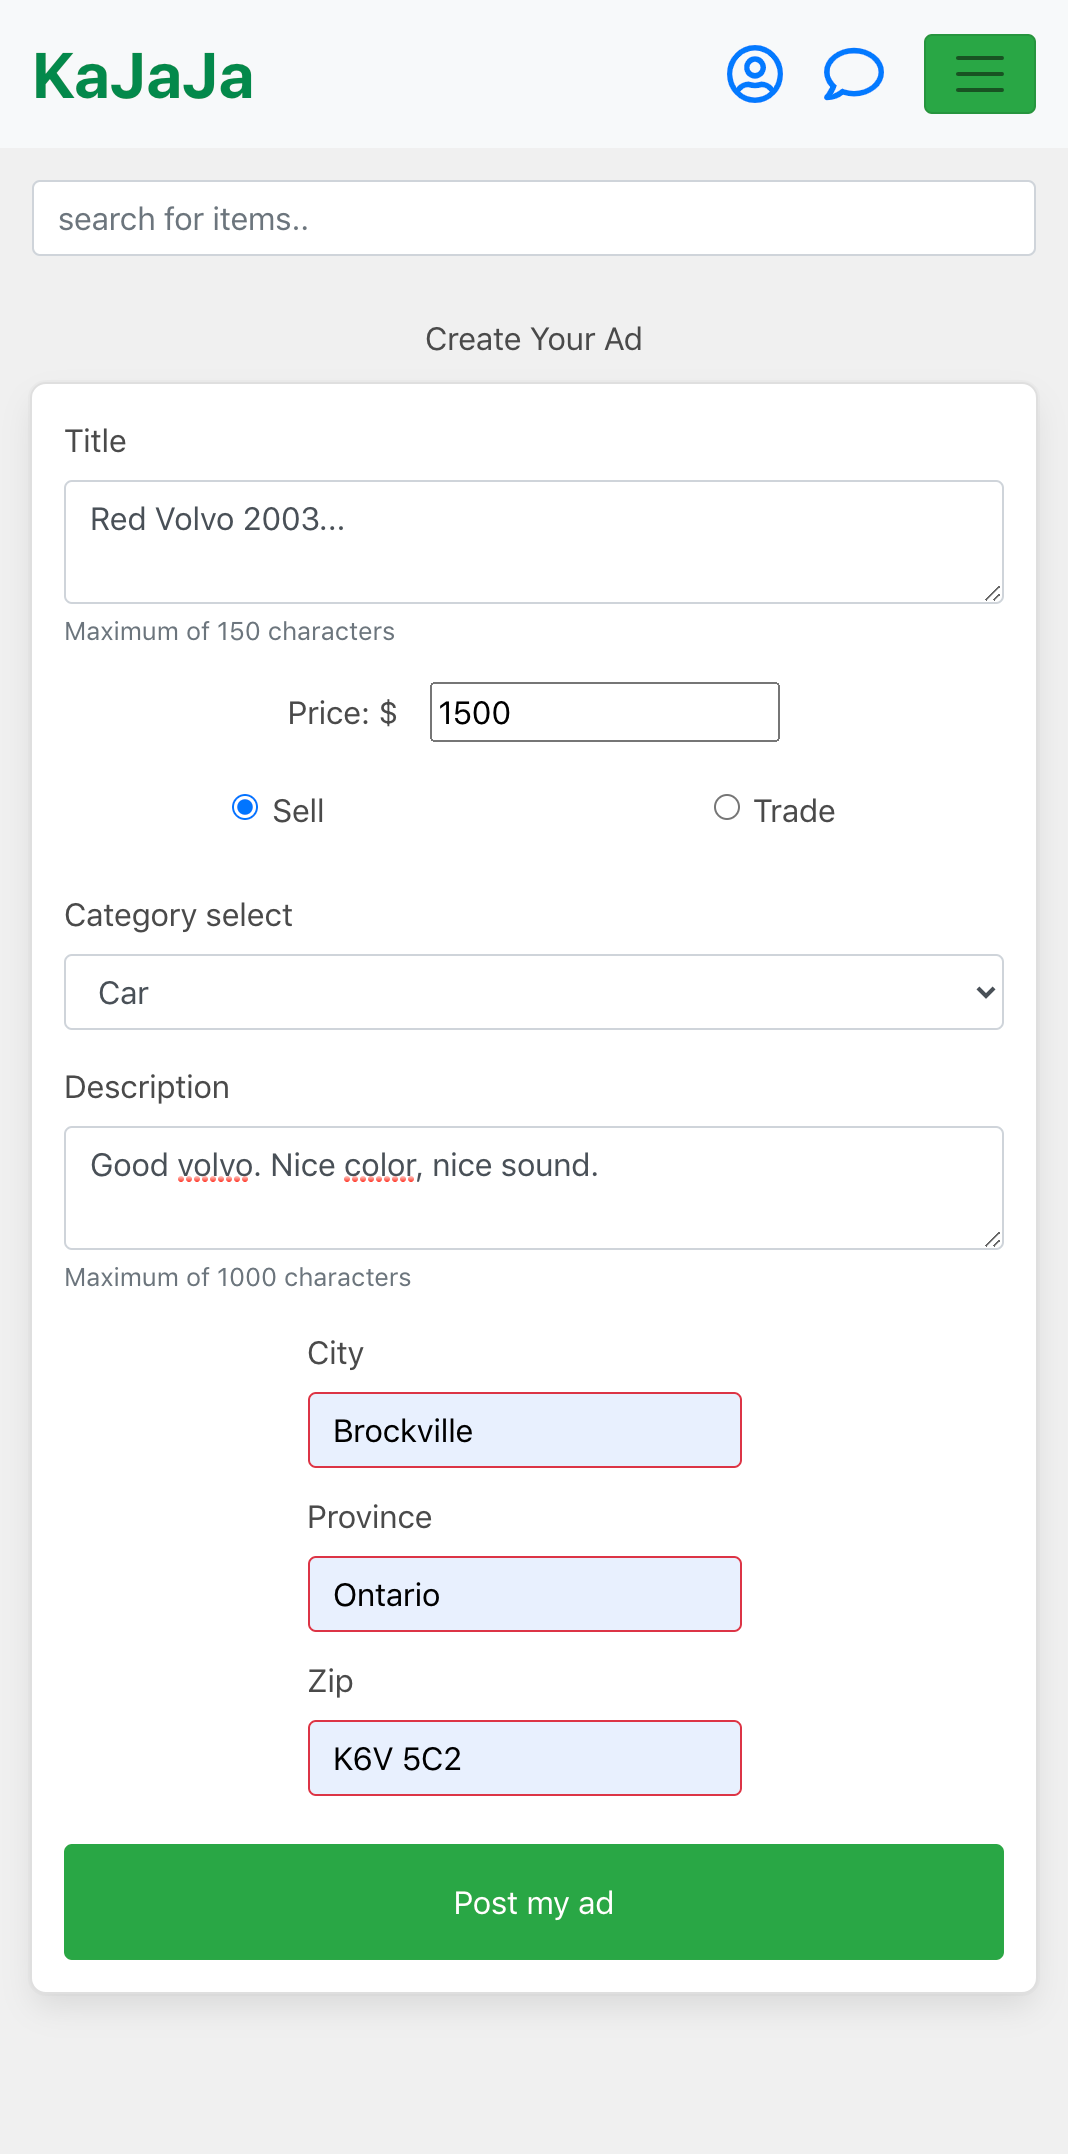 KaJaJa
search for items..
Create Your Ad
Title
Red Volvo 2003...
Maximum of 150 characters
Price: $ 1500
Sell Trade
Category select
Car
Description
Good volvo. Nice color, nice sound.
Maximum of 1000 characters
City
Brockville
Province
Ontario
Zip
K6V 5C2
Post my ad